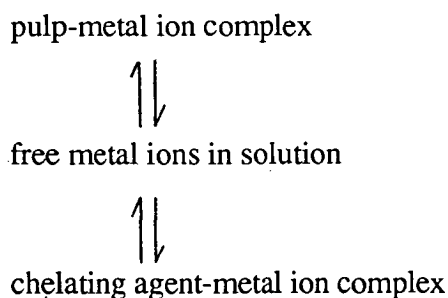 pulp-metal ion complex
free metal ions in solution
chelating agent-metal ion complex